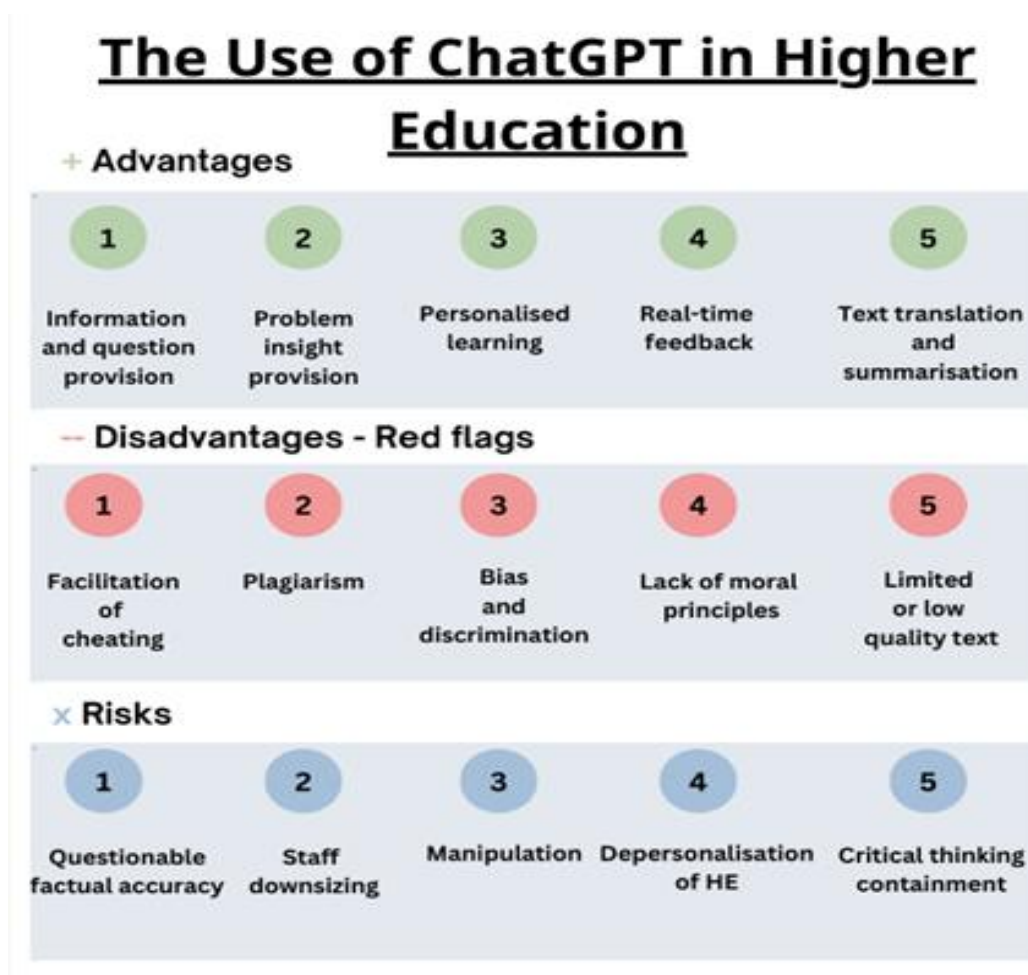 The Use of ChatGPT in Higher
Education
+ Advantages
1 2 3 4 5
Information
and question
provision
Problem
insight
provision
Personalised
learning
Real-time
feedback
Text translation
and
summarisation
-- Disadvantages - Red flags
1 2 3 4 5
Facilitation
of
cheating
Plagiarism
Bias
and
discrimination
Lack of moral
principles
Limited
or low
quality text
x Risks
1 2 3 4 5
Questionable
factual accuracy
Staff
downsizing
Manipulation
Depersonalisation
of HE
Critical thinking
containment